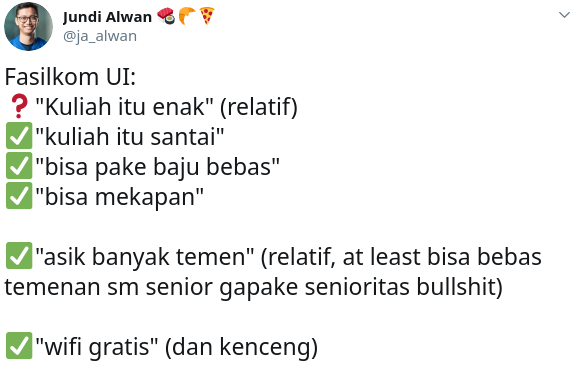 Jundi Alwan 🍣🥐🍕
@ja_alwan
Fasilkom UI:
❓"Kuliah itu enak" (relatif)
✅"kuliah itu santai"
✅"bisa pake baju bebas"
✅"bisa mekapan"
✅"asik banyak temen" (relatif, at least bisa bebas
temenan sm senior gapake senioritas bullshit)
✅"wifi gratis" (dan kenceng)